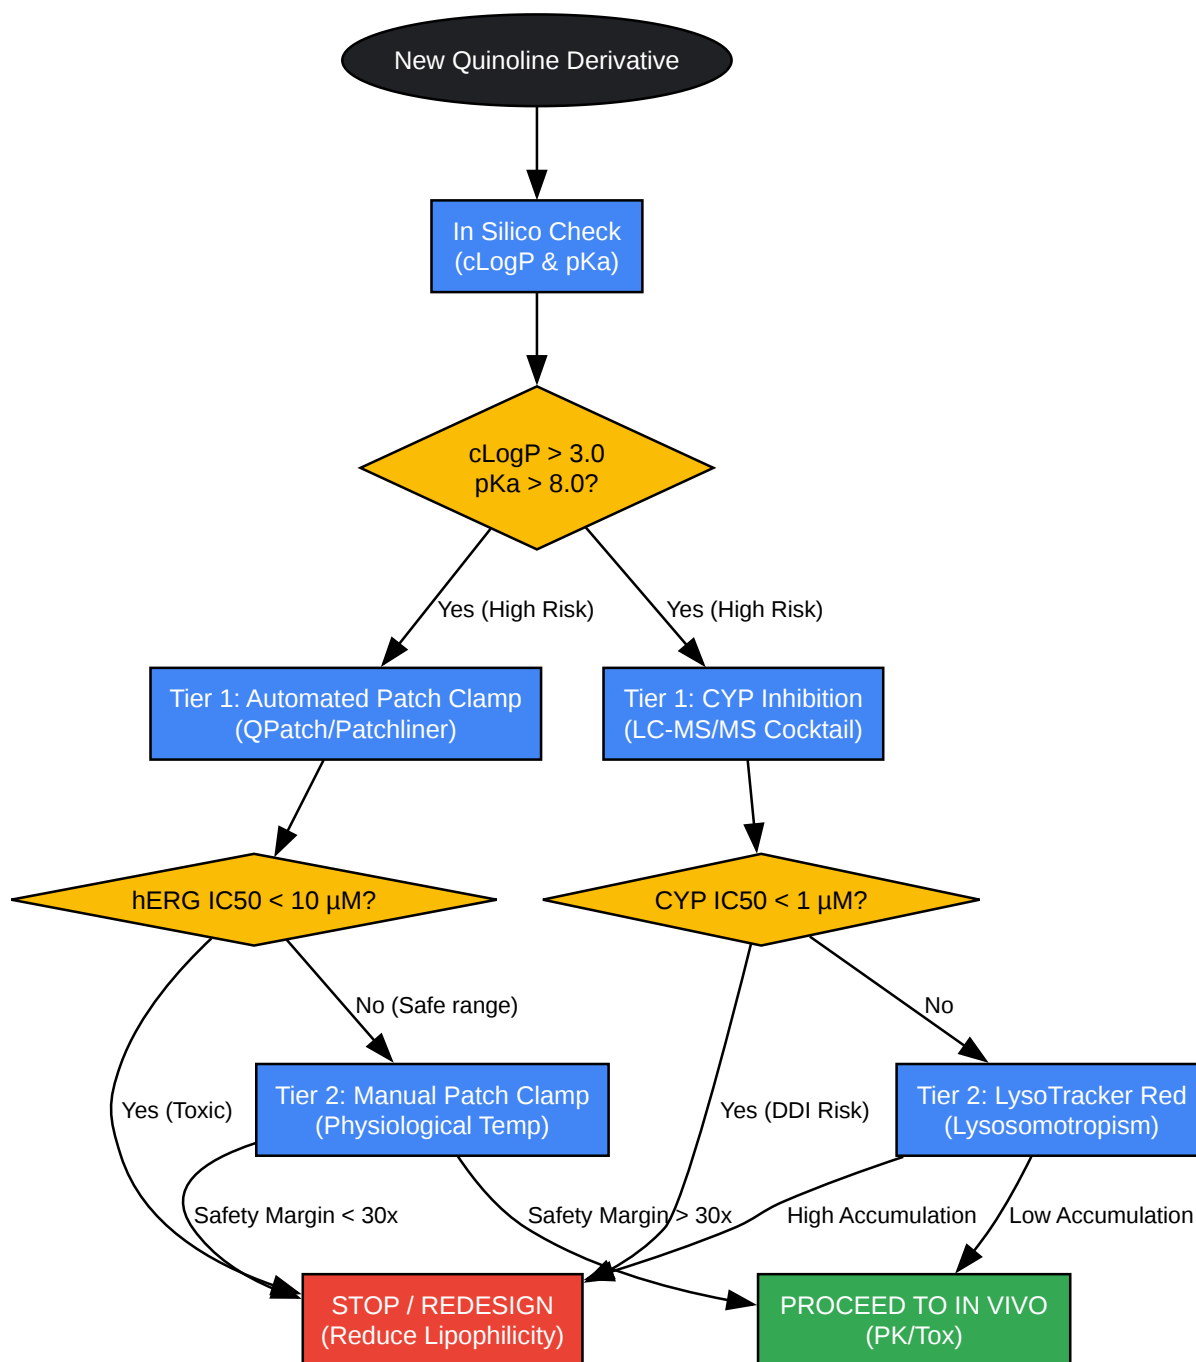 New Quinoline Derivative
In Silico Check
(cLogP & pKa)
cLogP > 3.0
pKa > 8.0?
Yes (High Risk)
Yes (High Risk)
Tier 1: Automated Patch Clamp
(QPatch/Patchliner)
Tier 1: CYP Inhibition
(LC-MS/MS Cocktail)
hERG IC50 < 10 µM?
CYP IC50 < 1 µM?
No (Safe range)
No
Yes (Toxic)
Tier 2: Manual Patch Clamp
(Physiological Temp)
Yes (DDI Risk)
Tier 2: LysoTracker Red
(Lysosomotropism)
Safety Margin < 30x
Safety Margin > 30x
High Accumulation
Low Accumulation
STOP / REDESIGN
(Reduce Lipophilicity)
PROCEED TO IN VIVO
(PK/Tox)